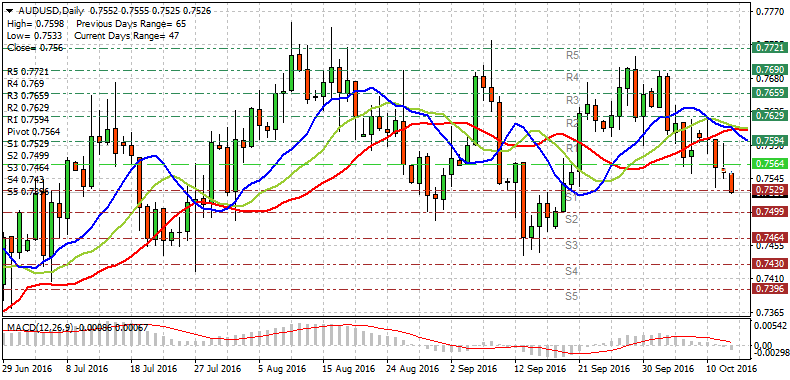 AUDUSD,Daily 0.7552 0.7555 0.7525 0.7526
High= 0.7598 Previous Days Range= 65
Low= 0.7533 Current Days Range= 47
Close= 0.756
R5 0.7721
R4 0.769
R3 0.7659
R2 0.7629
R1 0.7594
Pivot 0.7564
S1 0.7529
S2 0.7499
S3 0.7464
S4 0.743
S5 0.7396
R5
R4
R3
R2
R1
S1
S2
S3
S4
S5
0.7770
0.7721
0.7690
0.7659
0.7629
0.7594
0.7564
0.7545
0.7529
0.7499
0.7464
0.7430
0.7410
0.7396
0.7365
MACD(12,26,9) -0.00086 0.00067
0.00542
0.00
-0.00298
29 Jun 2016
8 Jul 2016
18 Jul 2016
27 Jul 2016
5 Aug 2016
15 Aug 2016
24 Aug 2016
2 Sep 2016
12 Sep 2016
21 Sep 2016
30 Sep 2016
10 Oct 2016